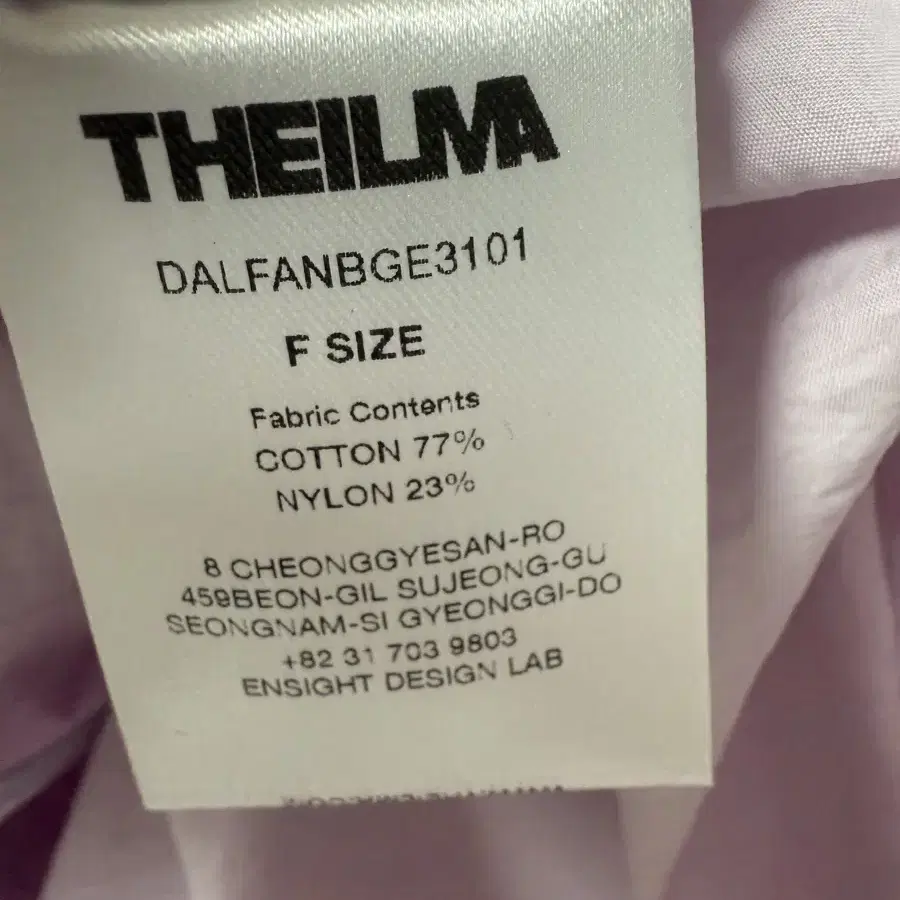 THEILMA
DALFANBGE3101
F SIZE
Fabric Contents
COTTON 77%
NYLON 23%
8 CHEONGGYESAN-RO
459BEON-GIL SUJEONG-GU
SEONGNAM-SI GYEONGGI-DO
+82 31 703 9803
ENSIGHT DESIGN LAB